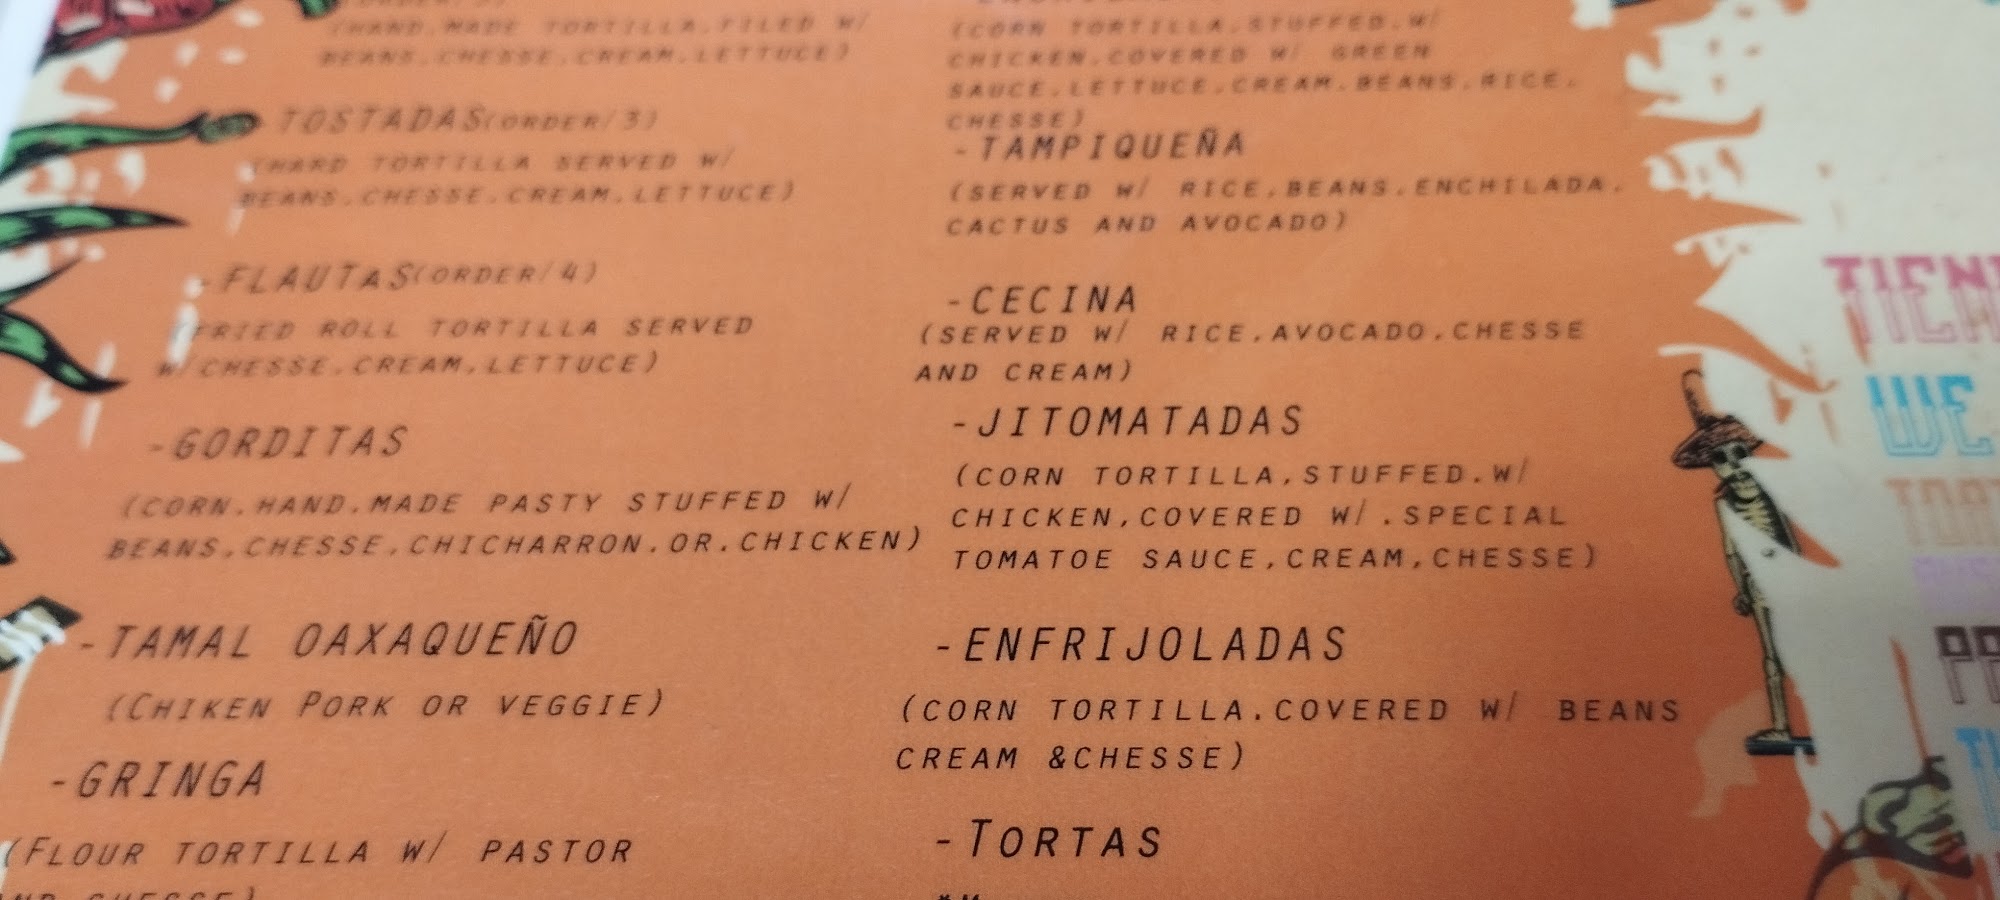 (HAND.MADE TORTILLA.FILED W/
BEANS.CHESSE.CREAM.LETTUCE)
TOSTADAS(ORDER/3)
(HARD TORTILLA SERVED W/
BEANS.CHESSE.CREAM.LETTUCE)
-FLAUTAS(ORDER/4)
(FRIED ROLL TORTILLA SERVED
W/CHESSE.CREAM.LETTUCE)
-GORDITAS
(CORN.HAND.MADE PASTY STUFFED W/
BEANS.CHESSE.CHICHARRON.OR.CHICKEN)
-TAMAL OAXAQUEÑO
(CHIKEN PORK OR VEGGIE)
-GRINGA
(FLOUR TORTILLA W/ PASTOR
AND CHESSE)
(CORN TORTILLA.STUFFED.W/
CHICKEN.COVERED W/ GREEN
SAUCE.LETTUCE.CREAM.BEANS.RICE.
CHESSE)
-TAMPIQUEÑA
(SERVED W/ RICE.BEANS.ENCHILADA.
CACTUS AND AVOCADO)
-CECINA
(SERVED W/ RICE.AVOCADO.CHESSE
AND CREAM)
-JITOMATADAS
(CORN TORTILLA.STUFFED.W/
CHICKEN,COVERED W/ .SPECIAL
TOMATOE SAUCE,CREAM,CHESSE)
-ENFRIJOLADAS
(CORN TORTILLA.COVERED W/ BEANS
CREAM &CHESSE)
-TORTAS
WE